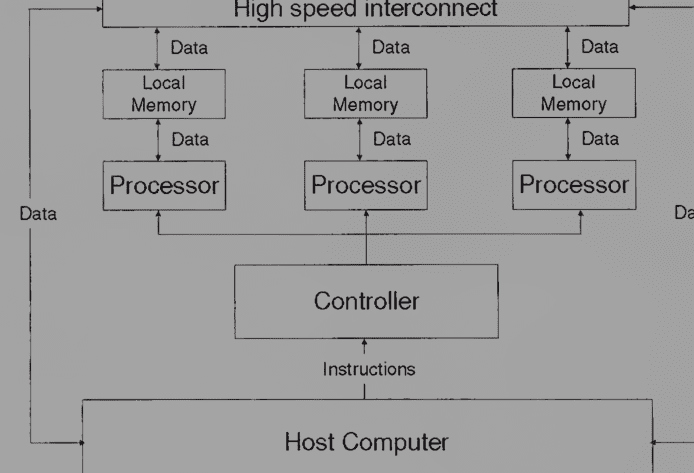 High speed interconnect
Data Data Data
Local Local Local
Memory Memory Memory
Data Data Data
Processor Processor Processor
Data
Controller
Instructions
Host Computer